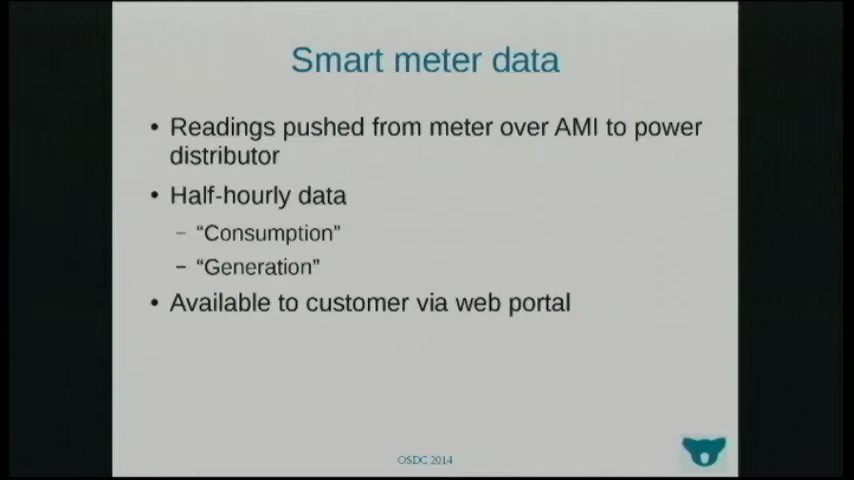 Smart meter data
• Readings pushed from meter over AMI to power
distributor
• Half-hourly data
– “Consumption”
– “Generation”
• Available to customer via web portal
OSDC 2014